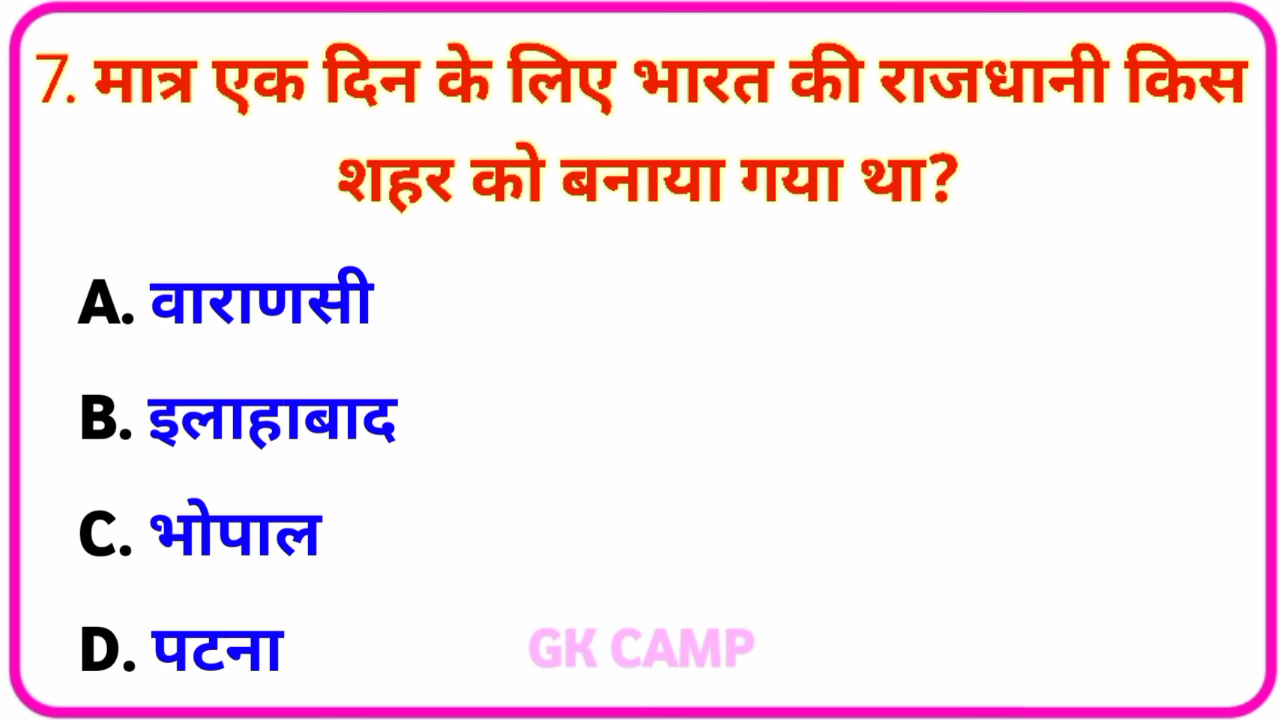 7. मात्र एक दिन के लिए भारत की राजधानी किस
शहर को बनाया गया था?
A. वाराणसी
B. इलाहाबाद
C. भोपाल
D. पटना
GK CAMP